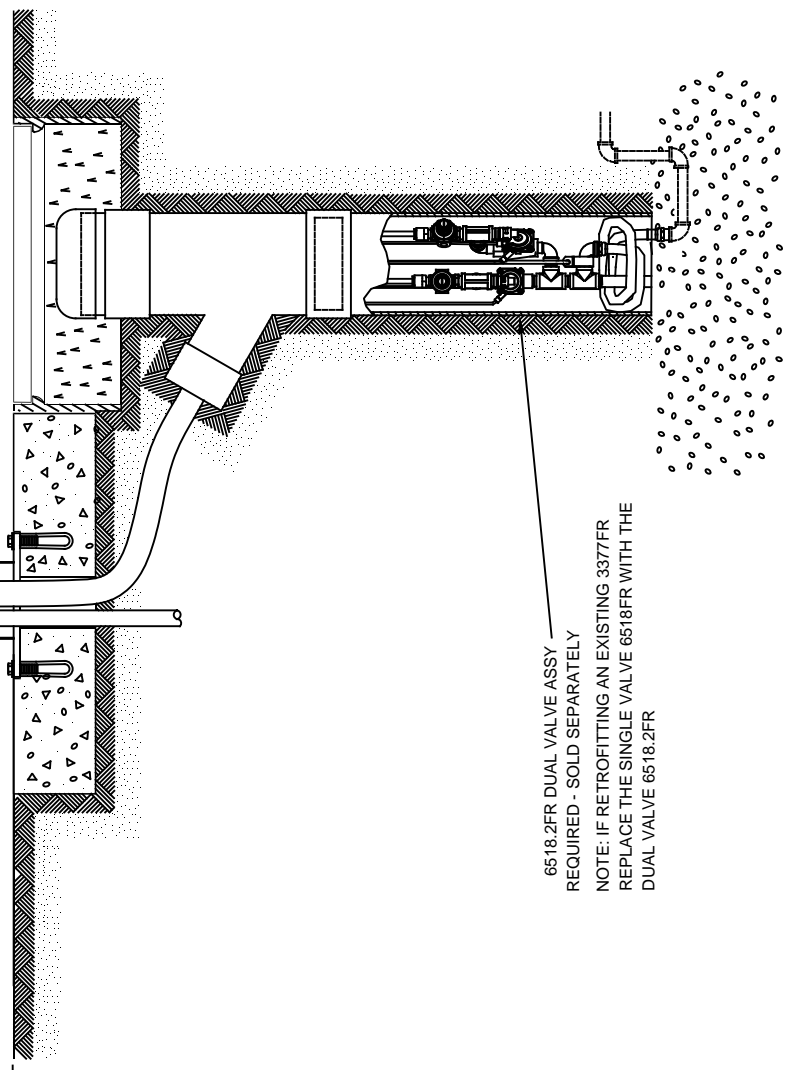 6518.2FR DUAL VALVE ASSY
REQUIRED - SOLD SEPARATELY
NOTE: IF RETROFITTING AN EXISTING 3377FR
REPLACE THE SINGLE VALVE 6518FR WITH THE
DUAL VALVE 6518.2FR